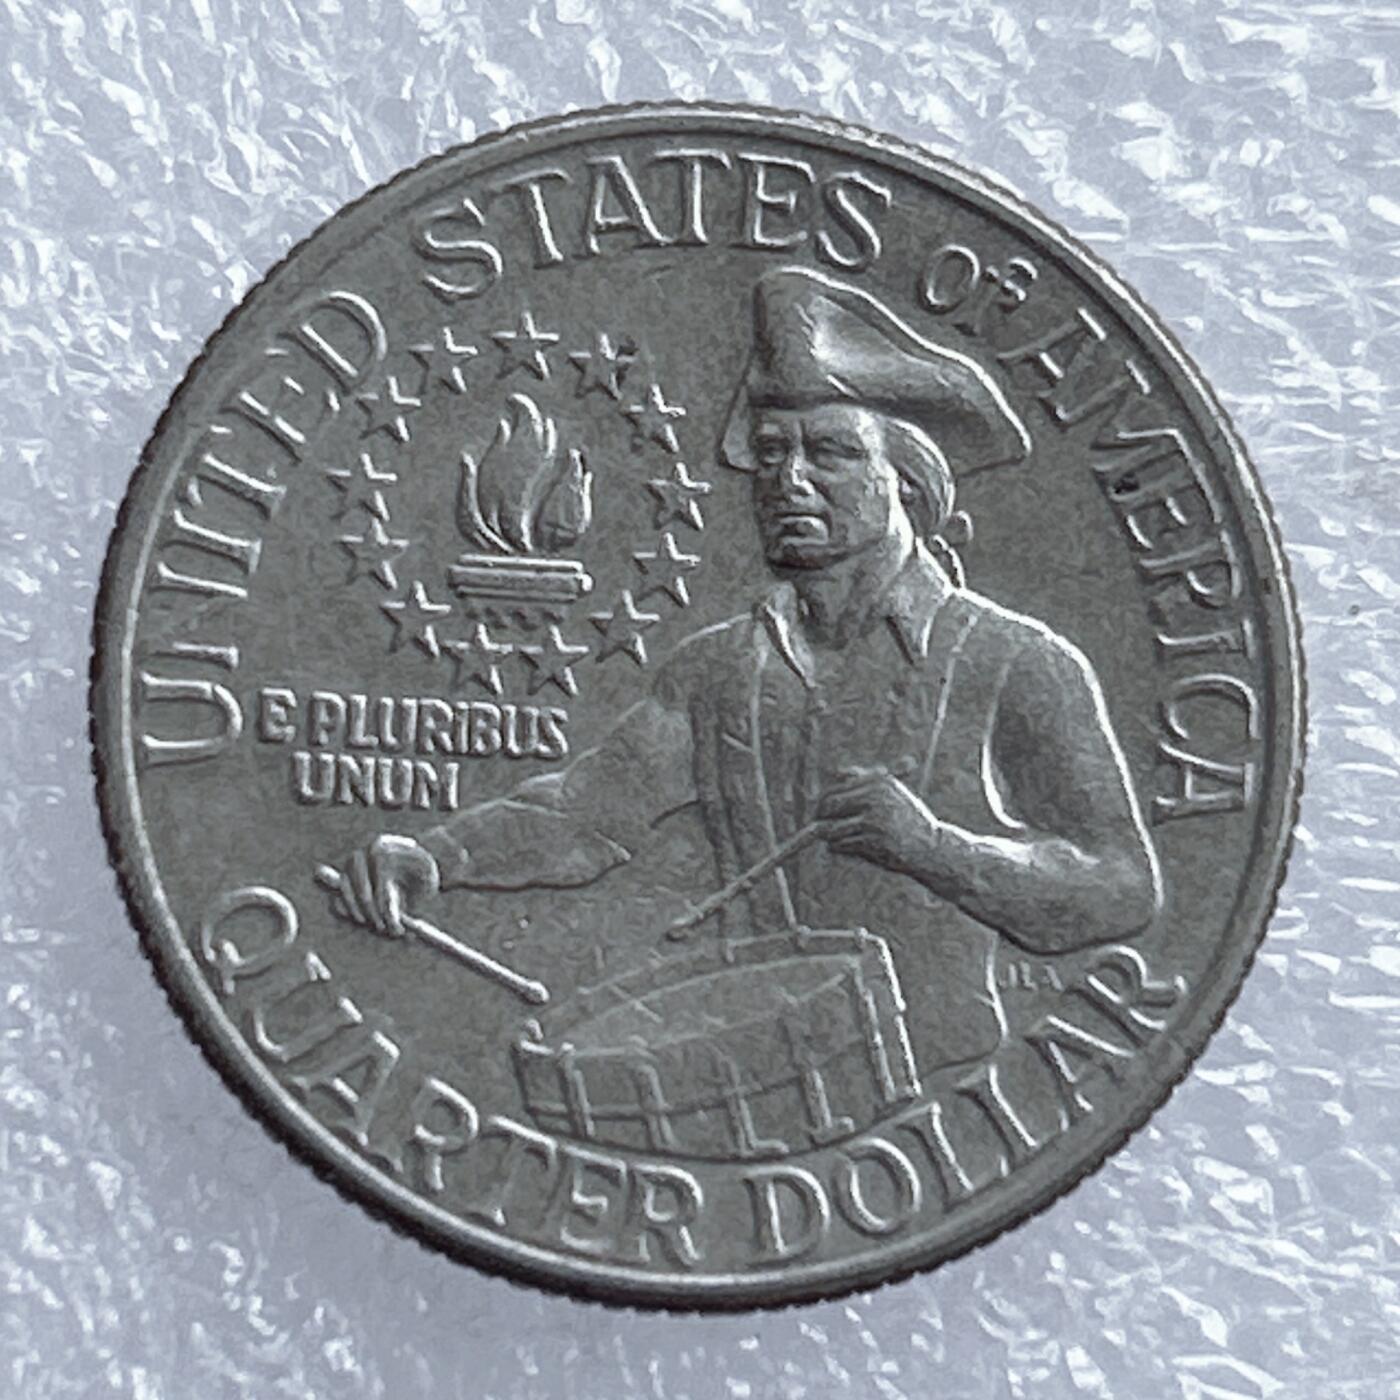 UNITED STATES OF AMERICA
E PLURIBUS
UNUM
JLA
QUARTER DOLLAR